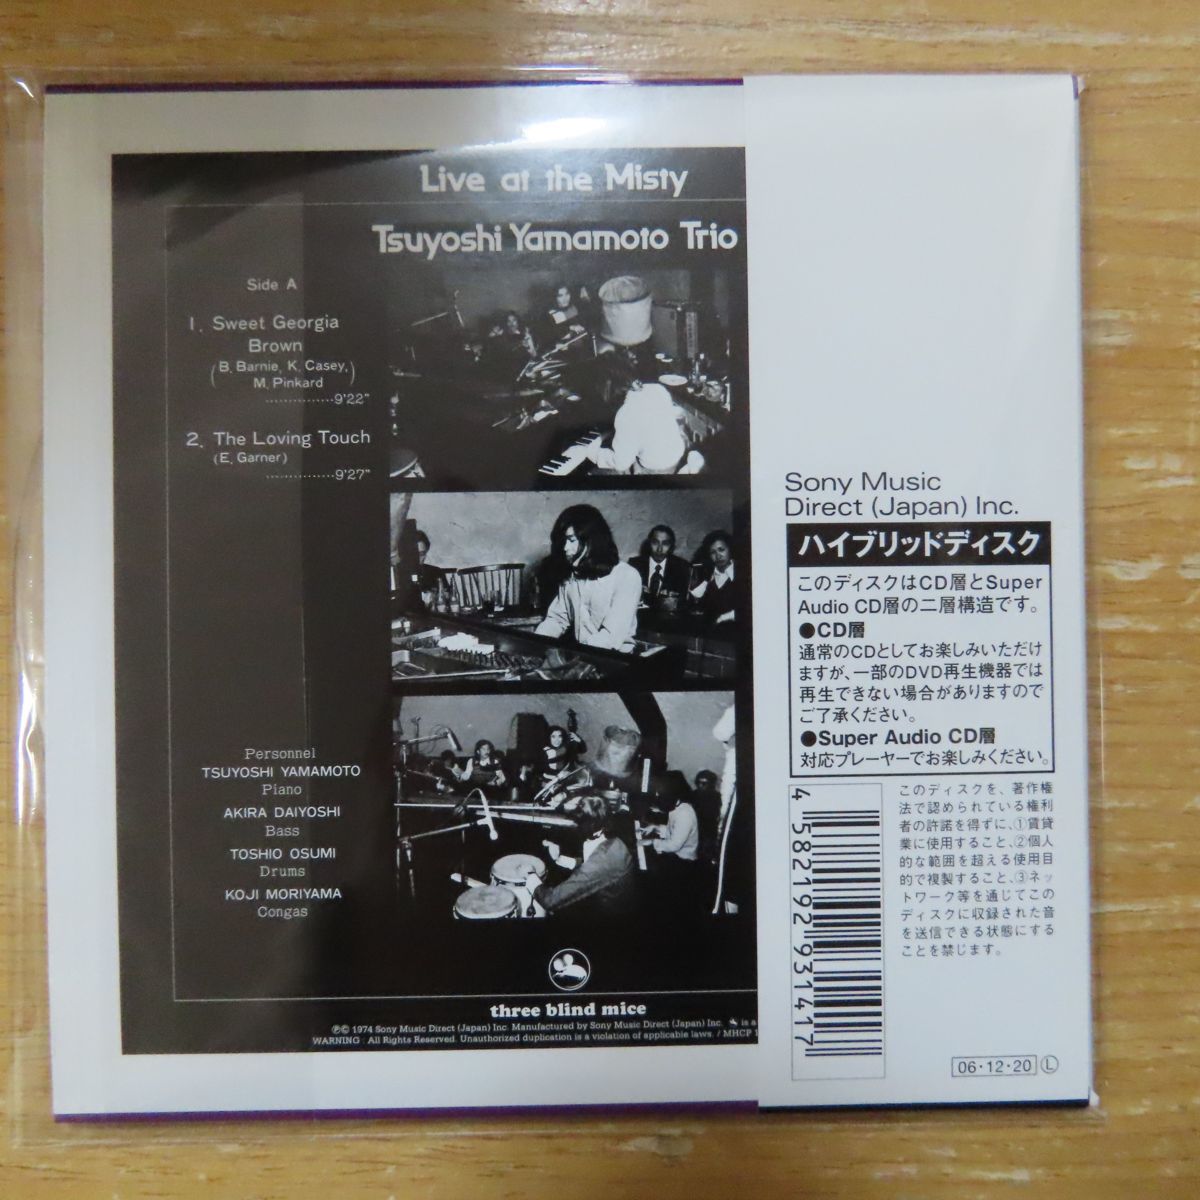 Live at the Misty
Tsuyoshi Yamamoto Trio
Side A
1. Sweet Georgia
Brown
(B. Barnie, K. Casey,
M. Pinkard)
...............9'22"
2. The Loving Touch
(E. Garner)
...............9'27"
Personnel
TSUYOSHI YAMAMOTO
Piano
AKIRA DAIYOSHI
Bass
TOSHIO OSUMI
Drums
KOJI MORIYAMA
Congas
three blind mice
℗© 1974 Sony Music Direct (Japan) Inc. Manufactured by Sony Music Direct (Japan) Inc. is a
WARNING : All Rights Reserved. Unauthorized duplication is a violation of applicable laws. / MHCP 1
Sony Music
Direct (Japan) Inc.
ハイブリッドディスク
このディスクはCD層とSuper
Audio CD層の二層構造です。
●CD層
通常のCDとしてお楽しみいただけ
ますが、一部のDVD再生機器では
再生できない場合がありますので
ご了承ください。
●Super Audio CD層
対応プレーヤーでお楽しみください。
このディスクを、著作権
法で認められている権利
者の許諾を得ずに、①賃貸
業に使用すること、②個人
的な範囲を超える使用目
的で複製すること、③ネッ
トワーク等を通じてこの
ディスクに収録された音
を送信できる状態にする
ことを禁じます。
4 582192 931417
06・12・20 Ⓛ